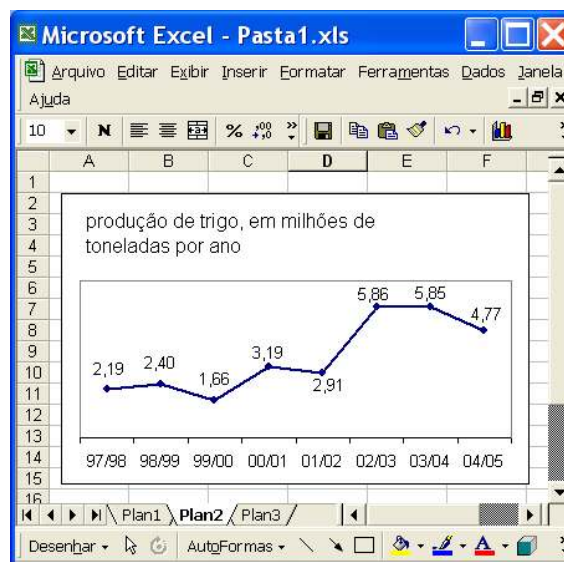 Microsoft Excel - Pasta1.xls
Arquivo Editar Exibir Inserir Formatar Ferramentas Dados Janela
Ajuda
10 N % ,00
A B C D E F
1
2
3
4
5
6
7
8
9
10
11
12
13
14
15
16
produção de trigo, em milhões de
toneladas por ano
2,19 2,40 1,66 3,19 2,91 5,86 5,85 4,77
97/98 98/99 99/00 00/01 01/02 02/03 03/04 04/05
Plan1 Plan2 Plan3
Desenhar AutoFormas A